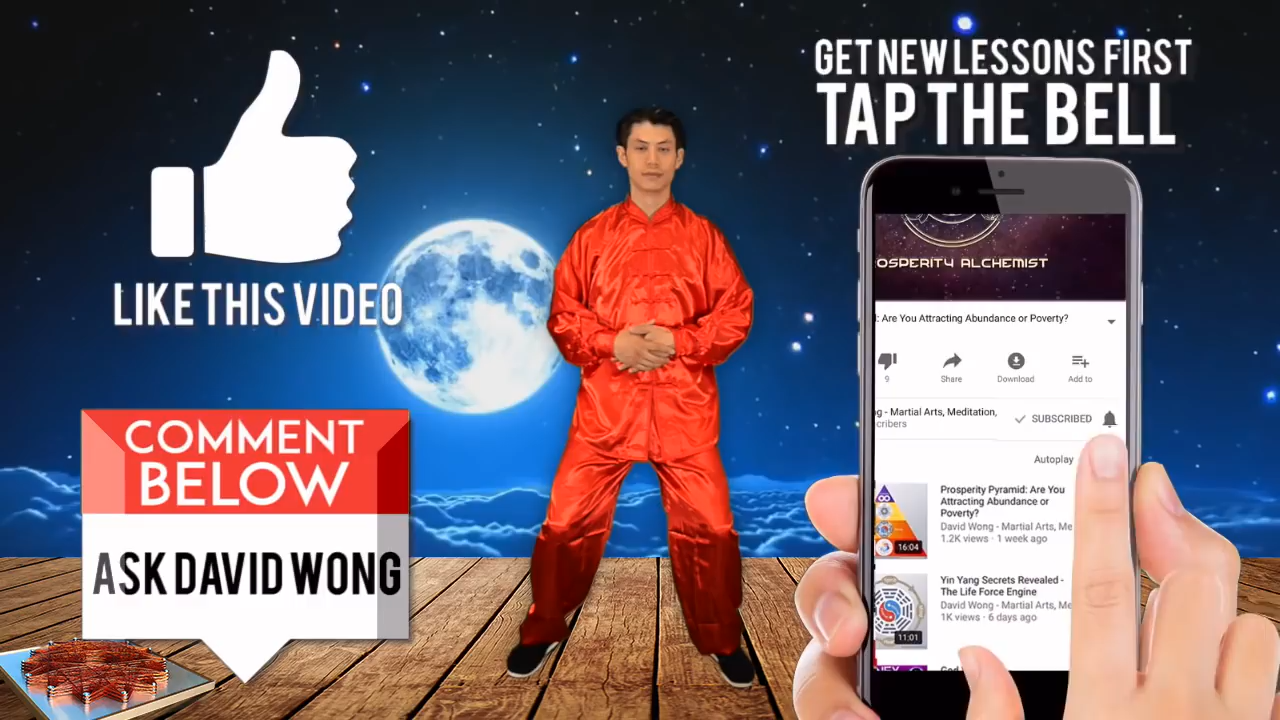 LIKE THIS VIDEO
COMMENT
BELOW
ASK DAVID WONG
GET NEW LESSONS FIRST
TAP THE BELL
OSPERITY ALCHEMIST
: Are You Attracting Abundance or Poverty?
9
Share
Download
Add to
g - Martial Arts, Meditation,
cribers
SUBSCRIBED
Autoplay
Prosperity Pyramid: Are You
Attracting Abundance or
Poverty?
David Wong - Martial Arts, Me
1.2K views · 1 week ago
16:04
Yin Yang Secrets Revealed -
The Life Force Engine
David Wong - Martial Arts, Me
1K views · 6 days ago
11:01